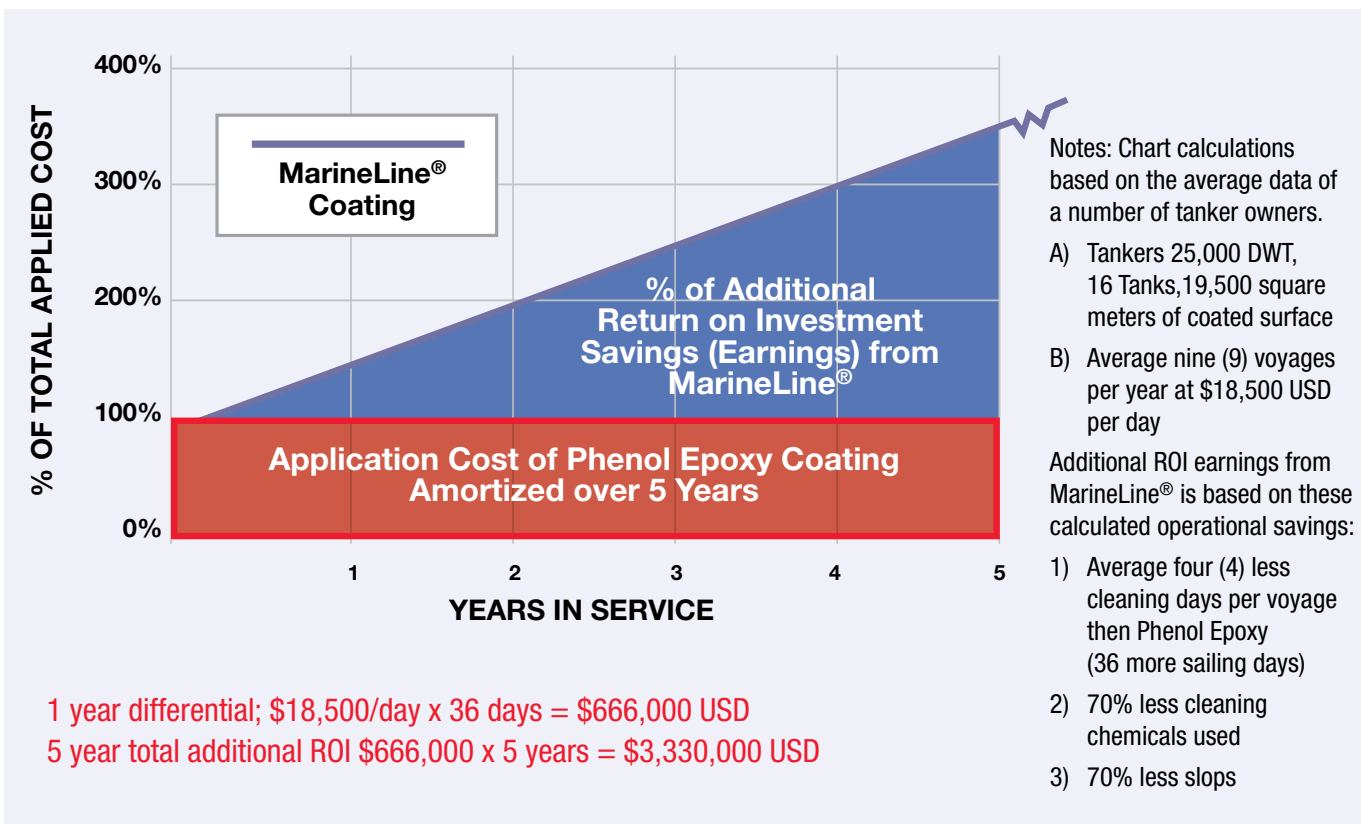 % OF TOTAL APPLIED COST
400%
300%
200%
100%
0%
MarineLine®
Coating
% of Additional
Return on Investment
Savings (Earnings) from
MarineLine®
Application Cost of Phenol Epoxy Coating
Amortized over 5 Years
1
2
3
4
5
YEARS IN SERVICE
1 year differential; $18,500/day x 36 days = $666,000 USD
5 year total additional ROI $666,000 x 5 years = $3,330,000 USD
Notes: Chart calculations
based on the average data of
a number of tanker owners.
A) Tankers 25,000 DWT,
16 Tanks,19,500 square
meters of coated surface
B) Average nine (9) voyages
per year at $18,500 USD
per day
Additional ROI earnings from
MarineLine® is based on these
calculated operational savings:
1) Average four (4) less
cleaning days per voyage
then Phenol Epoxy
(36 more sailing days)
2) 70% less cleaning
chemicals used
3) 70% less slops